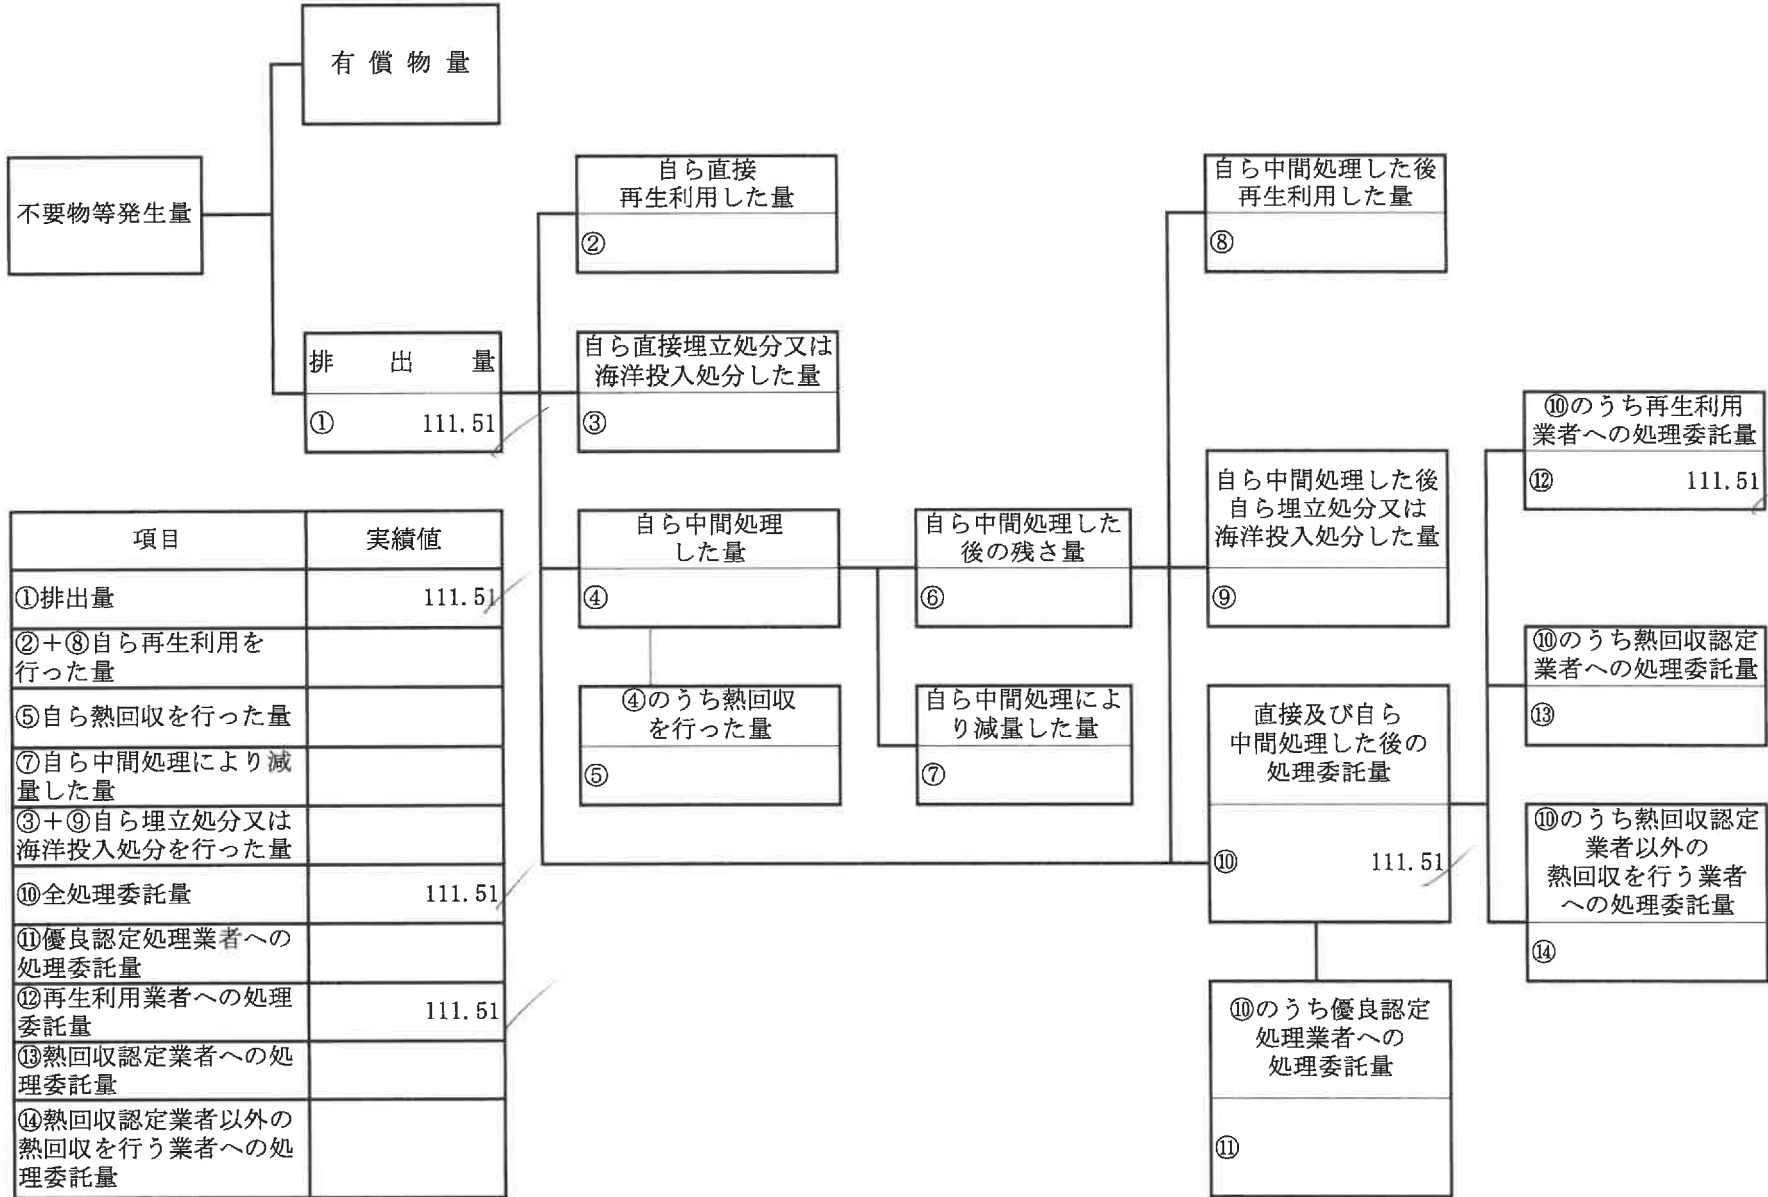 有償物量
不要物等発生量
自ら直接
再生利用した量
②
自ら中間処理した後
再生利用した量
⑧
排出量
① 111.51
自ら直接埋立処分又は
海洋投入処分した量
③
⑩のうち再生利用
業者への処理委託量
⑫ 111.51
自ら中間処理
した量
④
自ら中間処理した
後の残さ量
⑥
自ら中間処理した後
自ら埋立処分又は
海洋投入処分した量
⑨
⑩のうち熱回収認定
業者への処理委託量
⑬
④のうち熱回収
を行った量
⑤
自ら中間処理によ
り減量した量
⑦
直接及び自ら
中間処理した後の
処理委託量
⑩ 111.51
⑩のうち熱回収認定
業者以外の
熱回収を行う業者
への処理委託量
⑭
⑩のうち優良認定
処理業者への
処理委託量
⑪
項目 実績値
①排出量 111.51
②+⑧自ら再生利用を
行った量
⑤自ら熱回収を行った量
⑦自ら中間処理により減
量した量
③+⑨自ら埋立処分又は
海洋投入処分を行った量
⑩全処理委託量 111.51
⑪優良認定処理業者への
処理委託量
⑫再生利用業者への処理
委託量 111.51
⑬熱回収認定業者への処
理委託量
⑭熱回収認定業者以外の
熱回収を行う業者への処
理委託量